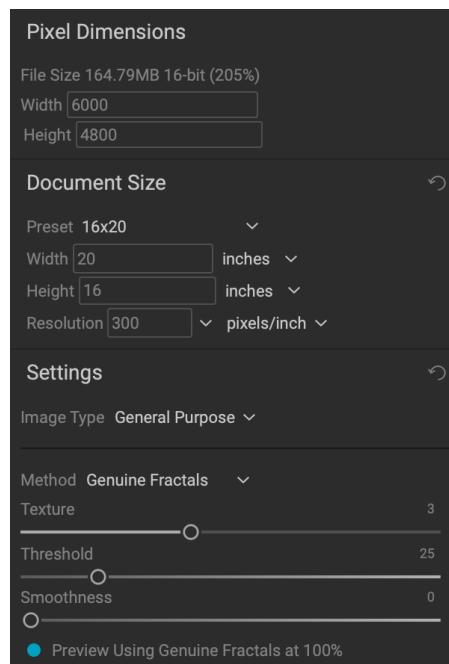 Pixel Dimensions
File Size 164.79MB 16-bit (205%)
Width 6000
Height 4800
Document Size
Preset 16x20
Width 20 inches
Height 16 inches
Resolution 300 pixels/inch
Settings
Image Type General Purpose
Method Genuine Fractals
Texture 3
Threshold 25
Smoothness 0
Preview Using Genuine Fractals at 100%